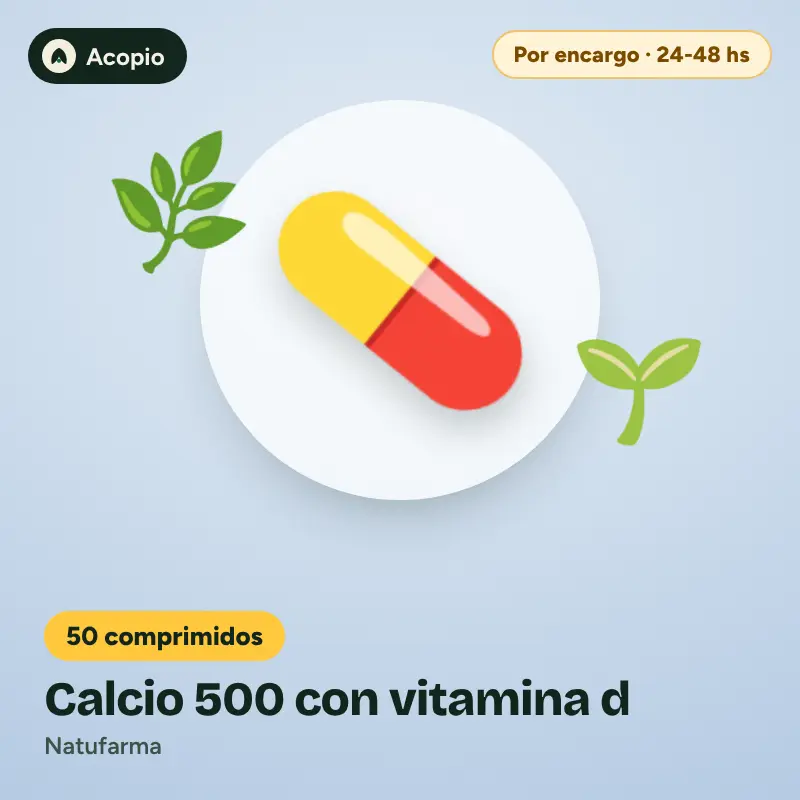 Acopio
Por encargo · 24-48 hs
50 comprimidos
Calcio 500 con vitamina d
Natufarma